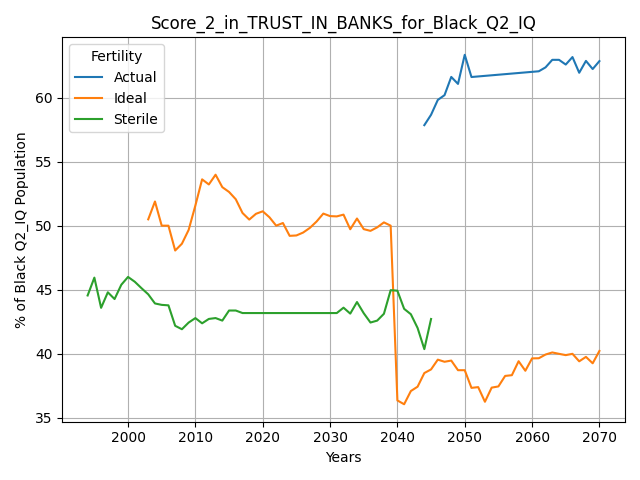 Score_2_in_TRUST_IN_BANKS_for_Black_Q2_IQ
Fertility
Actual
Ideal
Sterile
% of Black Q2_IQ Population
60
55
50
45
40
35
2000
2010
2020
2030
2040
2050
2060
2070
Years